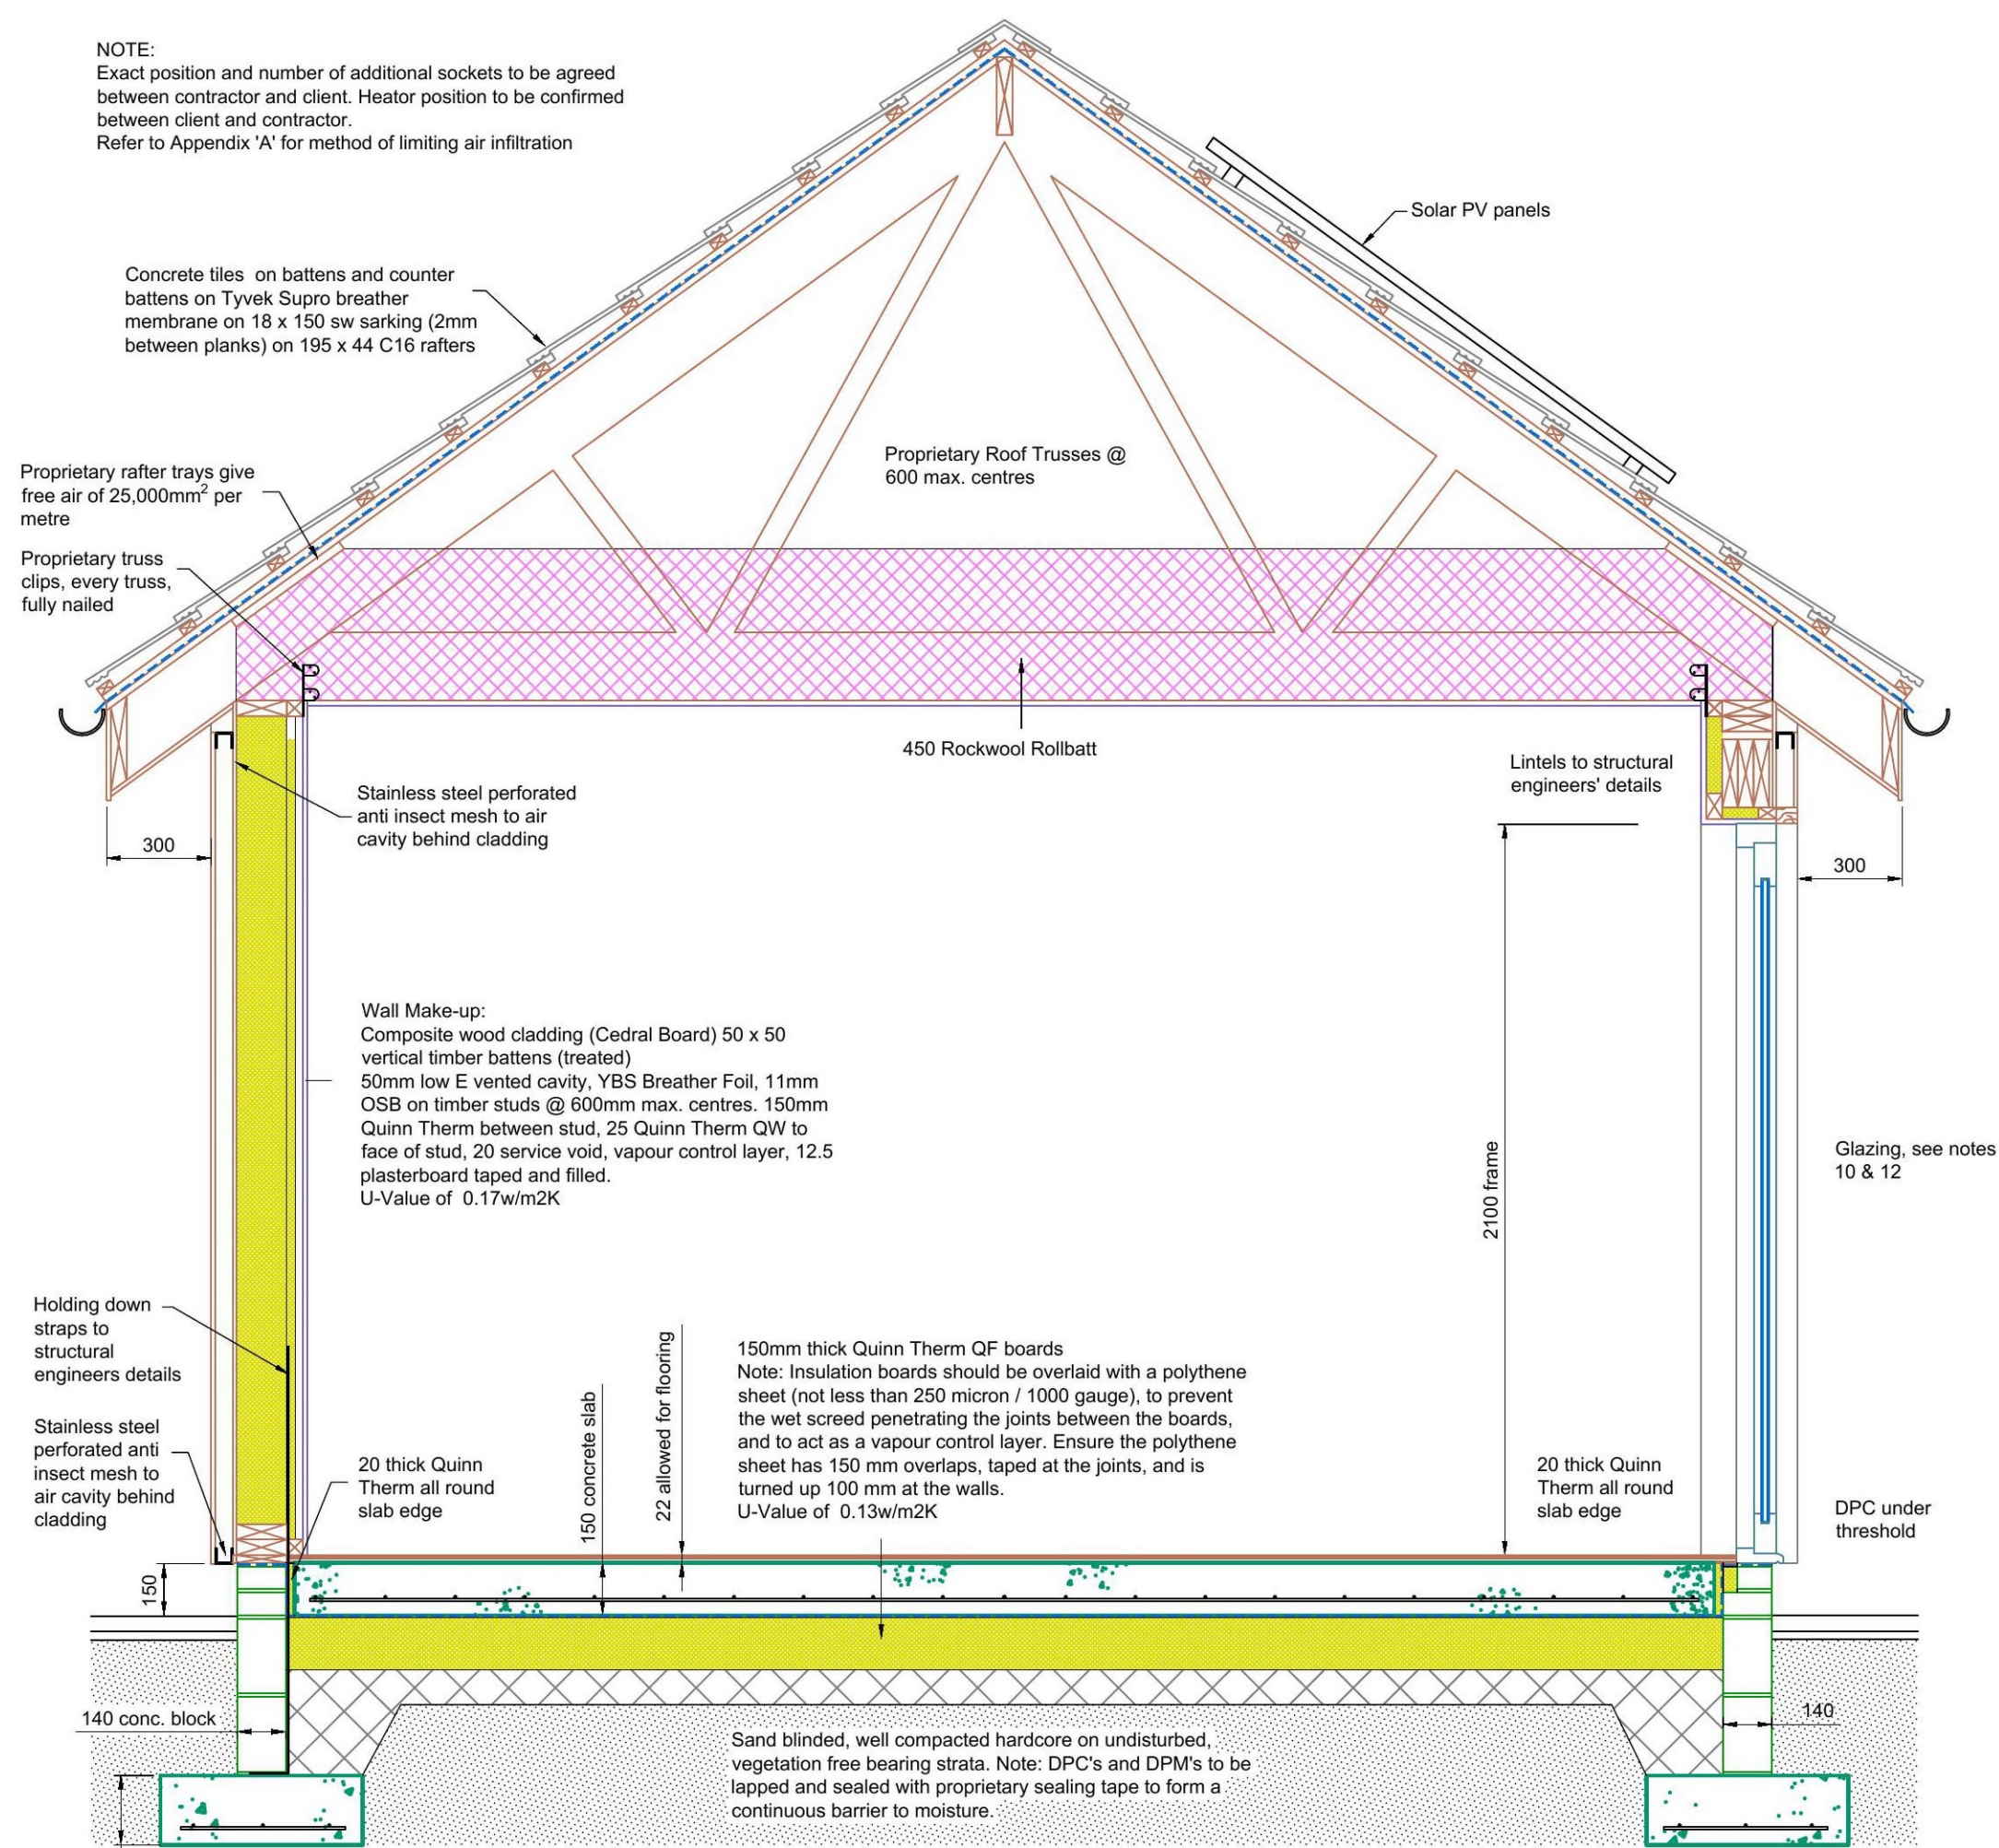 NOTE:
Exact position and number of additional sockets to be agreed
between contractor and client. Heator position to be confirmed
between client and contractor.
Refer to Appendix 'A' for method of limiting air infiltration
Solar PV panels
Concrete tiles on battens and counter
battens on Tyvek Supro breather
membrane on 18 x 150 sw sarking (2mm
between planks) on 195 x 44 C16 rafters
Proprietary Roof Trusses @
600 max. centres
Proprietary rafter trays give
free air of 25,000mm² per
metre
Proprietary truss
clips, every truss,
fully nailed
450 Rockwool Rollbatt
Lintels to structural
engineers' details
Stainless steel perforated
anti insect mesh to air
cavity behind cladding
300
300
Wall Make-up:
Composite wood cladding (Cedral Board) 50 x 50
vertical timber battens (treated)
50mm low E vented cavity, YBS Breather Foil, 11mm
OSB on timber studs @ 600mm max. centres. 150mm
Quinn Therm between stud, 25 Quinn Therm QW to
face of stud, 20 service void, vapour control layer, 12.5
plasterboard taped and filled.
U-Value of 0.17w/m2K
2100 frame
Glazing, see notes
10 & 12
Holding down
straps to
structural
engineers details
Stainless steel
perforated anti
insect mesh to
air cavity behind
cladding
20 thick Quinn
Therm all round
slab edge
150 concrete slab
22 allowed for flooring
150mm thick Quinn Therm QF boards
Note: Insulation boards should be overlaid with a polythene
sheet (not less than 250 micron / 1000 gauge), to prevent
the wet screed penetrating the joints between the boards,
and to act as a vapour control layer. Ensure the polythene
sheet has 150 mm overlaps, taped at the joints, and is
turned up 100 mm at the walls.
U-Value of 0.13w/m2K
20 thick Quinn
Therm all round
slab edge
DPC under
threshold
150
140 conc. block
140
Sand blinded, well compacted hardcore on undisturbed,
vegetation free bearing strata. Note: DPC's and DPM's to be
lapped and sealed with proprietary sealing tape to form a
continuous barrier to moisture.